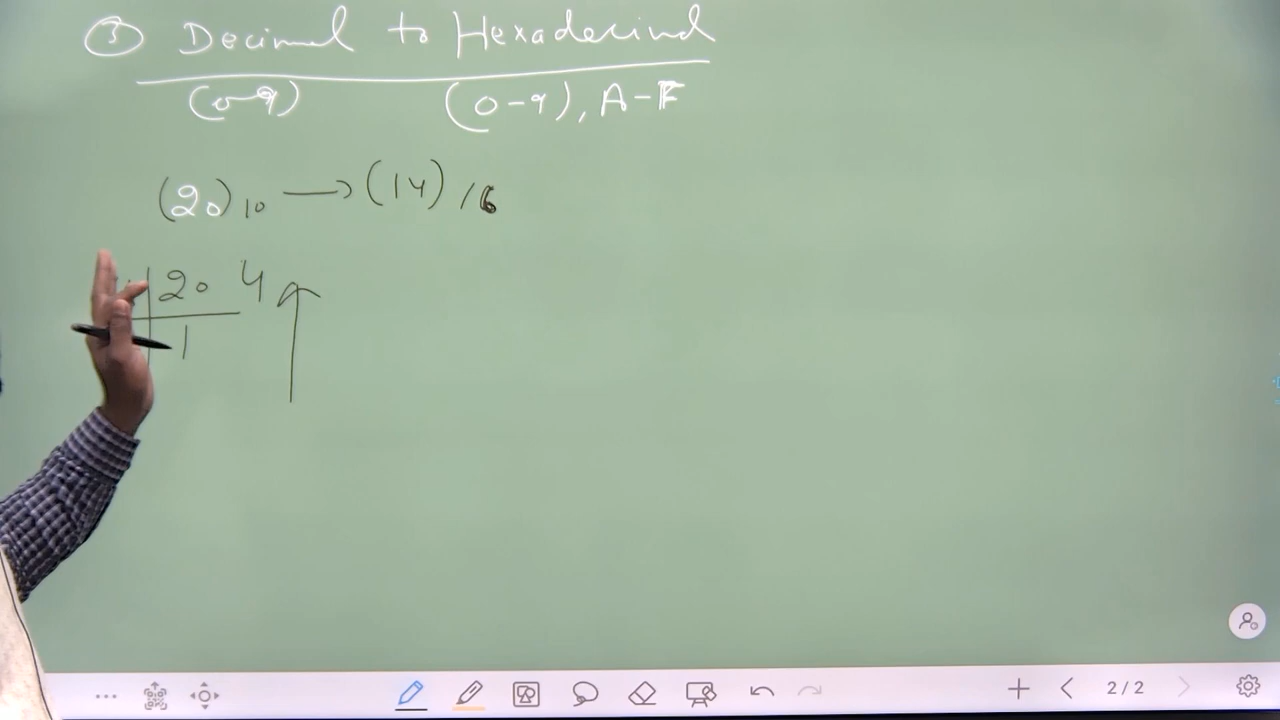 ③ Decimal to Hexadecimal
(0-9) (0-9), A-F
(20)10 → (14)16
20 4
1
2/2